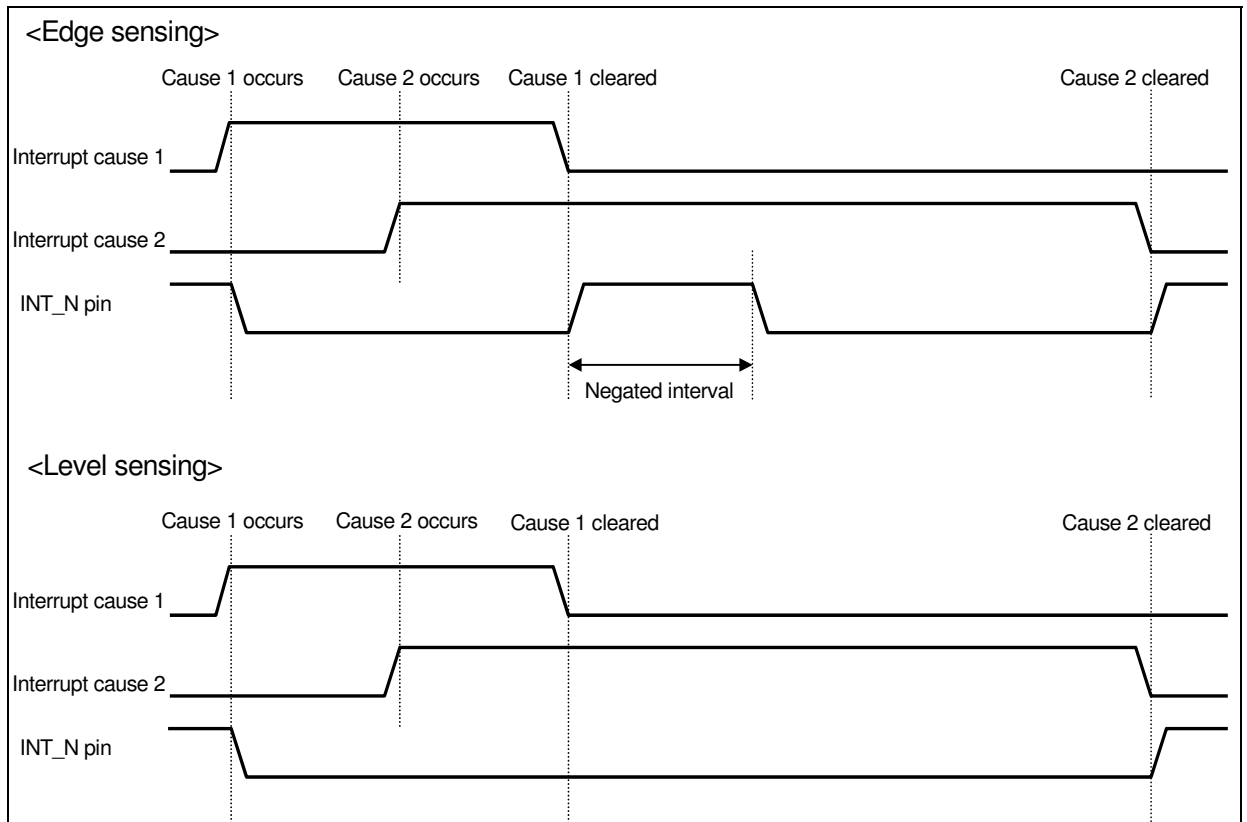 <Edge sensing>
Cause 1 occurs Cause 2 occurs Cause 1 cleared Cause 2 cleared
Interrupt cause 1
Interrupt cause 2
INT_N pin
Negated interval
<Level sensing>
Cause 1 occurs Cause 2 occurs Cause 1 cleared Cause 2 cleared
Interrupt cause 1
Interrupt cause 2
INT_N pin